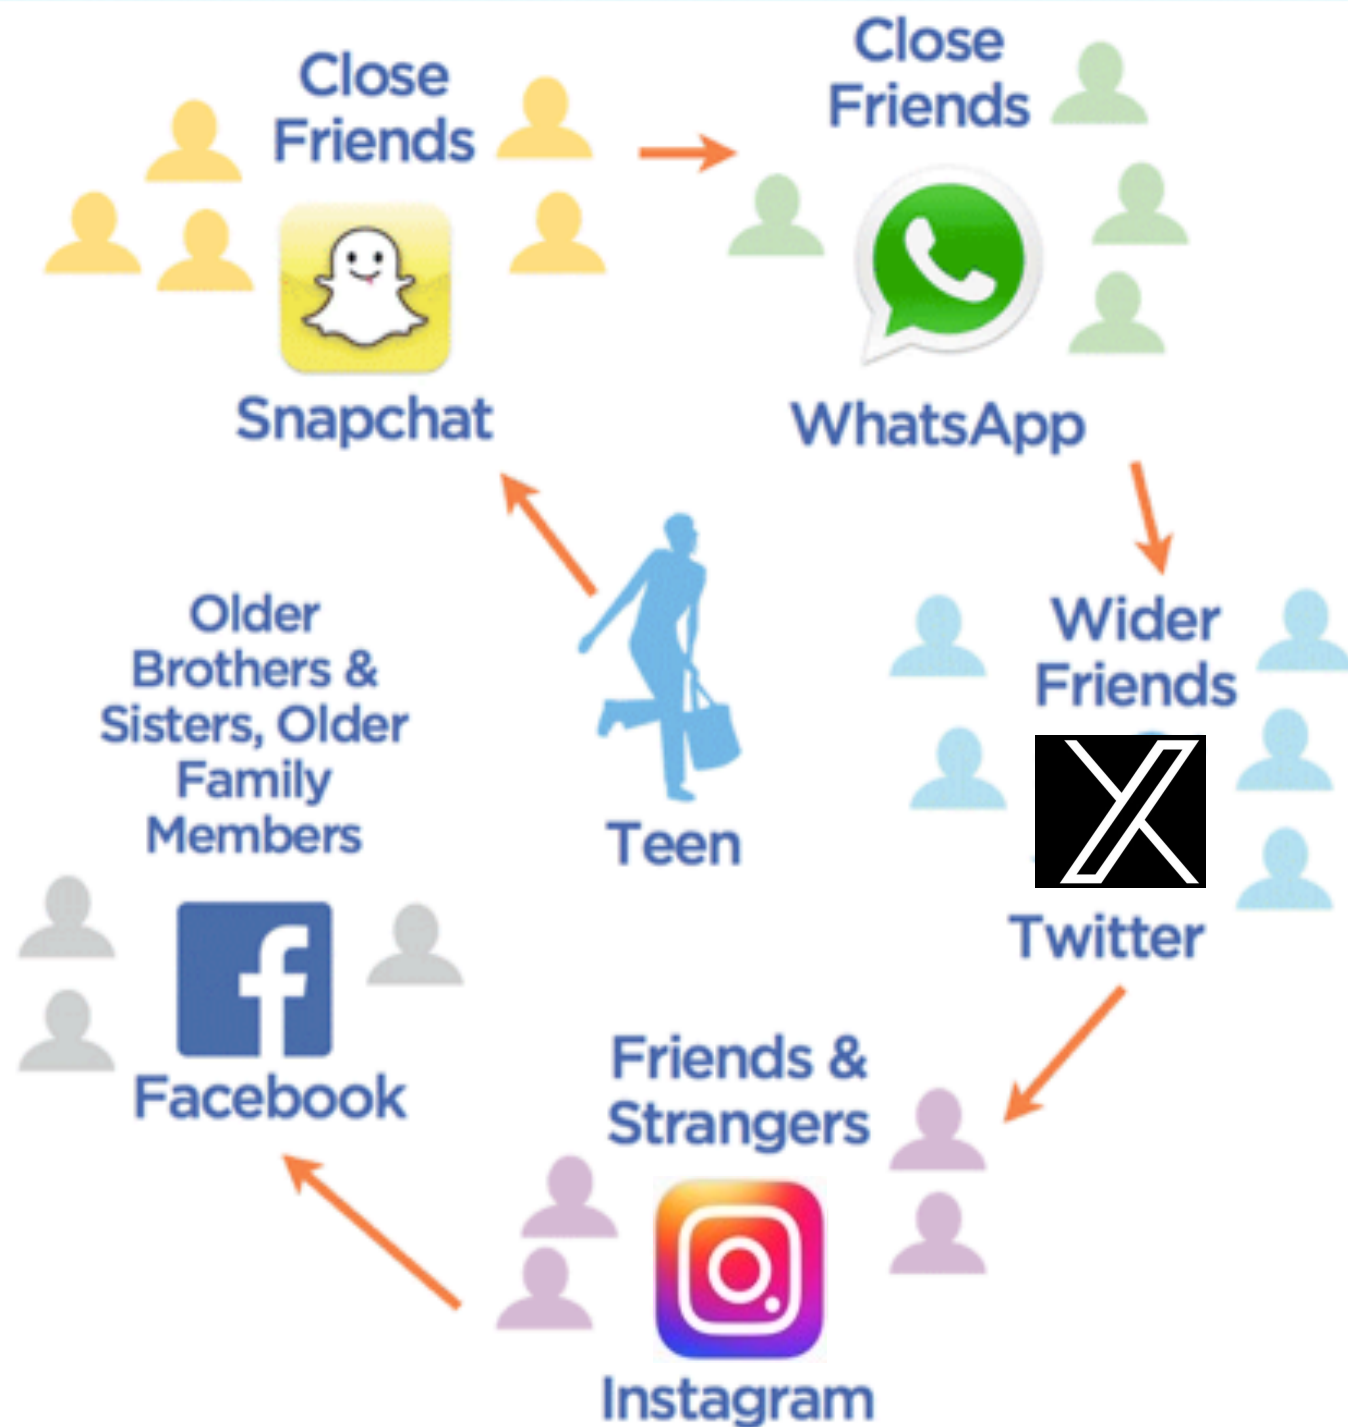 Close
Friends
Snapchat
Close
Friends
WhatsApp
Wider
Friends
Twitter
Friends &
Strangers
Instagram
Older
Brothers &
Sisters, Older
Family
Members
Facebook
Teen